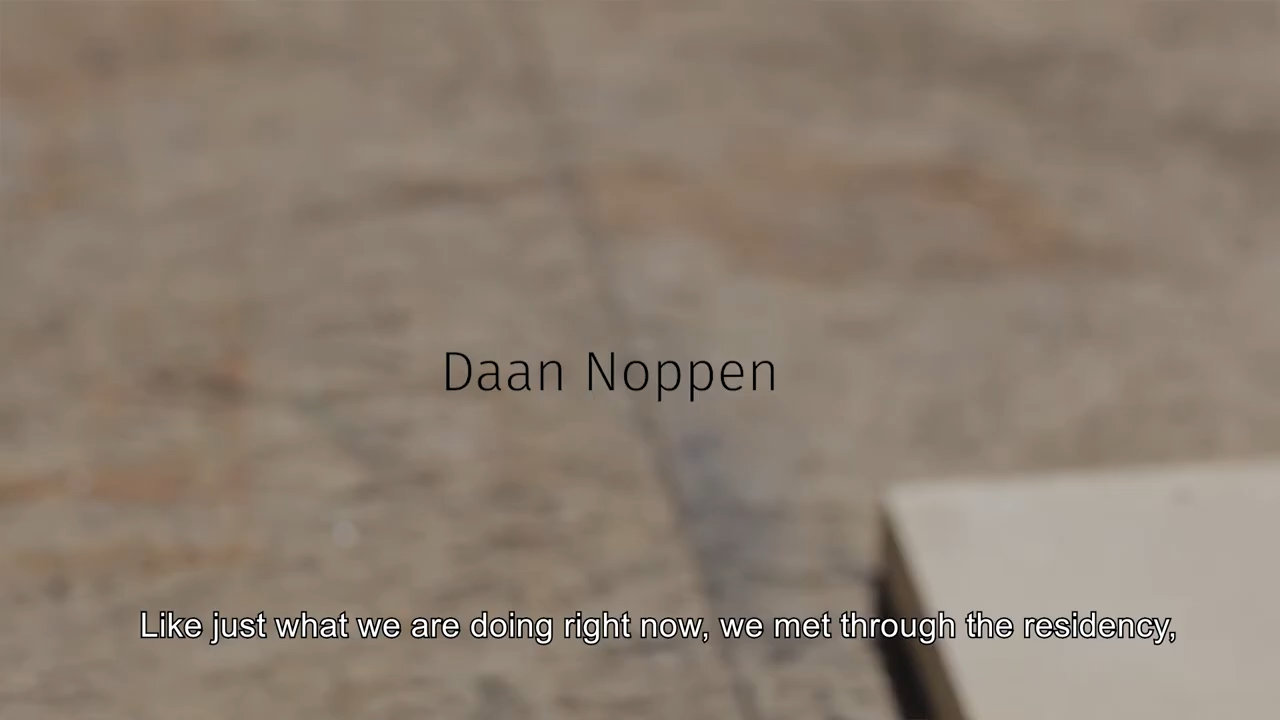 Daan Noppen
Like just what we are doing right now, we met through the residency,